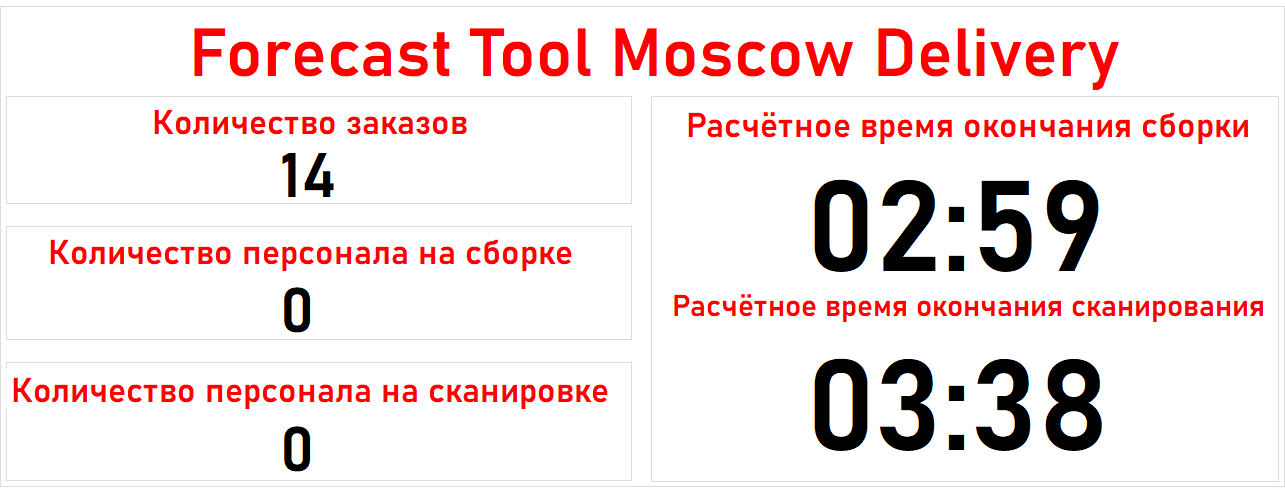 Forecast Tool Moscow Delivery
Количество заказов
14
Количество персонала на сборке
0
Количество персонала на сканировке
0
Расчётное время окончания сборки
02:59
Расчётное время окончания сканирования
03:38